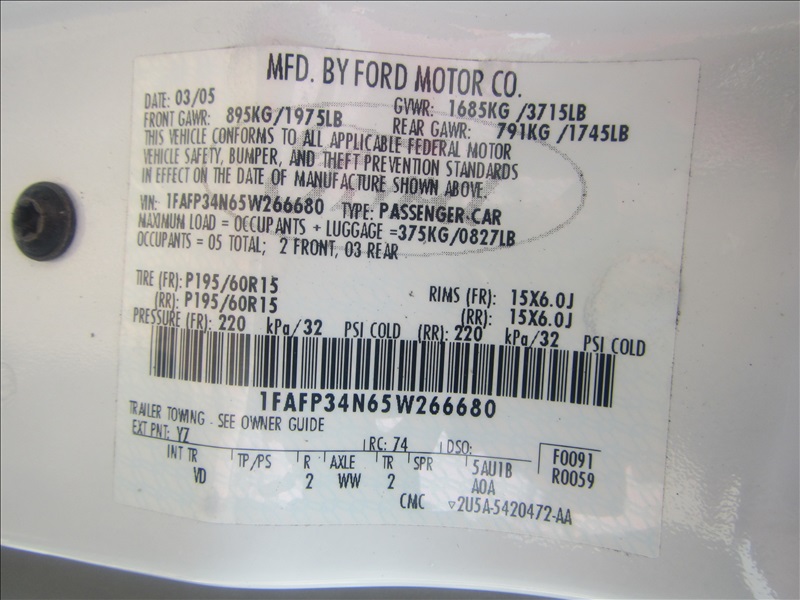 MFD. BY FORD MOTOR CO.
DATE: 03/05 GVWR: 1685KG /3715LB
FRONT GAWR: 895KG/1975LB REAR GAWR: 791KG /1745LB
THIS VEHICLE CONFORMS TO ALL APPLICABLE FEDERAL MOTOR
VEHICLE SAFETY, BUMPER, AND THEFT PREVENTION STANDARDS
IN EFFECT ON THE DATE OF MANUFACTURE SHOWN ABOVE.
VIN: 1FAFP34N65W266680 TYPE: PASSENGER CAR
MAXIMUM LOAD = OCCUPANTS + LUGGAGE =375KG/0827LB
OCCUPANTS = 05 TOTAL; 2 FRONT, 03 REAR
TIRE (FR): P195/60R15 RIMS (FR): 15X6.0J
(RR): P195/60R15 (RR): 15X6.0J
PRESSURE (FR): 220 kPa/32 PSI COLD (RR): 220 kPa/32 PSI COLD
1FAFP34N65W266680
TRAILER TOWING - SEE OWNER GUIDE
EXT PNT: YZ RC: 74 DSO: F0091
INT TR TP/PS R AXLE TR SPR 5AU1B R0059
VD 2 WW 2 A0A
CMC ▽2U5A-5420472-AA